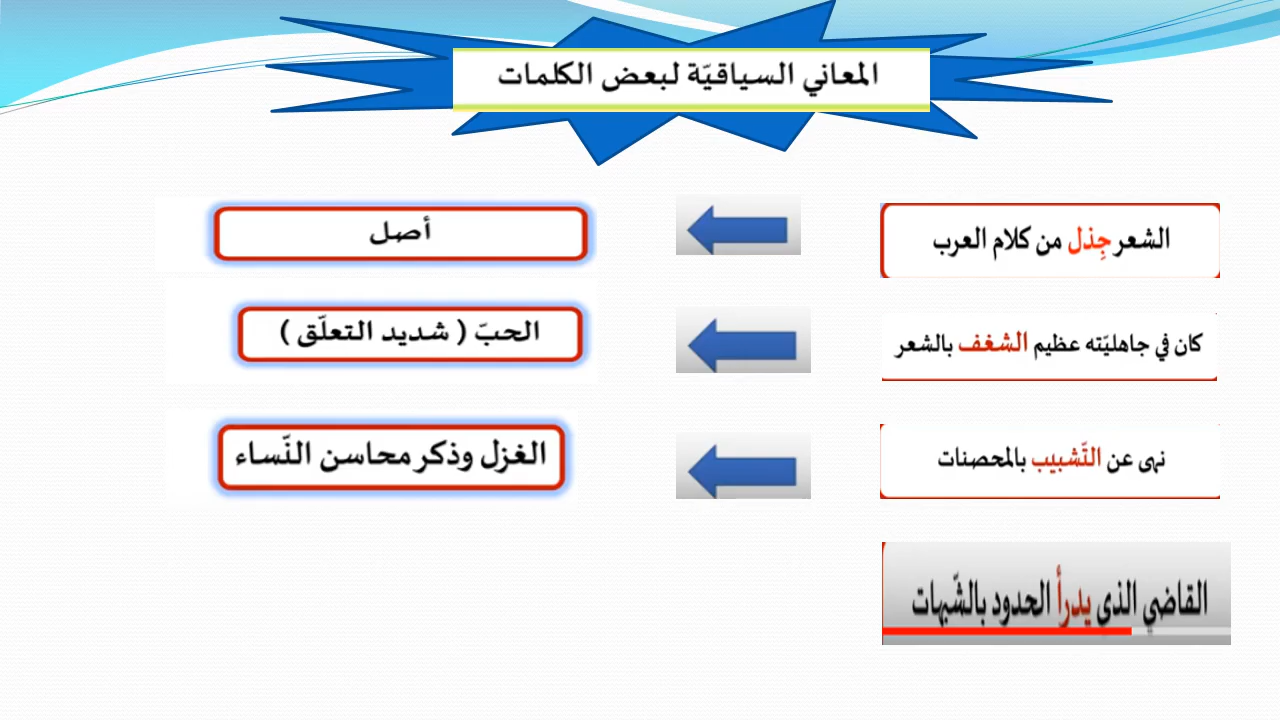 المعاني السياقيّة لبعض الكلمات
الشعر جِذل من كلام العرب
أصل
كان في جاهليّته عظيم الشغف بالشعر
الحبّ ( شديد التعلّق )
نهى عن التّشبيب بالمحصنات
الغزل وذكر محاسن النّساء
القاضي الذي يدرأ الحدود بالشّبهات